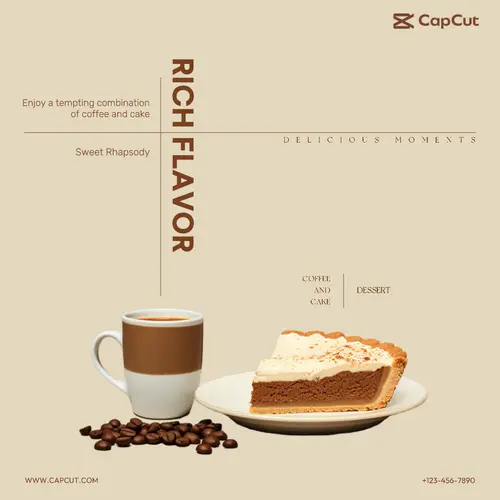 CapCut
RICH FLAVOR
Enjoy a tempting combination
of coffee and cake
Sweet Rhapsody
DELICIOUS MOMENTS
COFFEE
AND
CAKE
DESSERT
WWW.CAPCUT.COM
+123-456-7890